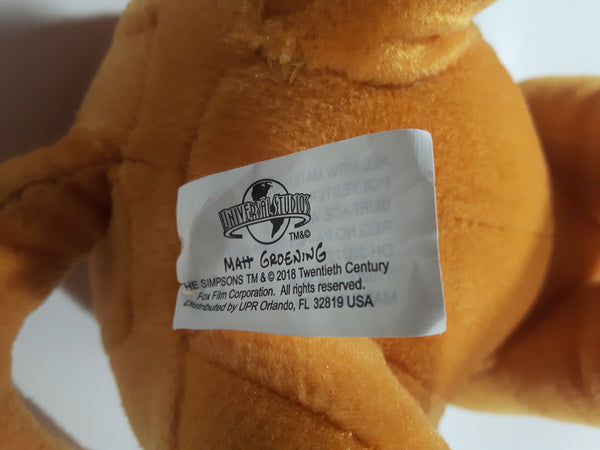 UNIVERSAL STUDIOS
TM&©
MATT GROENING
HE SIMPSONS TM & © 2018 Twentieth Century
Fox Film Corporation. All rights reserved.
Distributed by UPR Orlando, FL 32819 USA